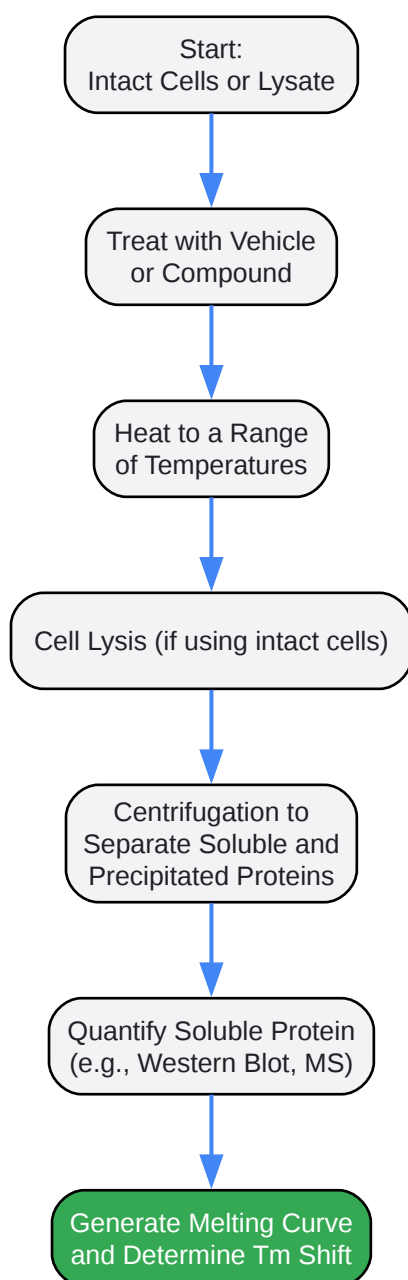 Start:
Intact Cells or Lysate
Treat with Vehicle
or Compound
Heat to a Range
of Temperatures
Cell Lysis (if using intact cells)
Centrifugation to
Separate Soluble and
Precipitated Proteins
Quantify Soluble Protein
(e.g., Western Blot, MS)
Generate Melting Curve
and Determine Tm Shift